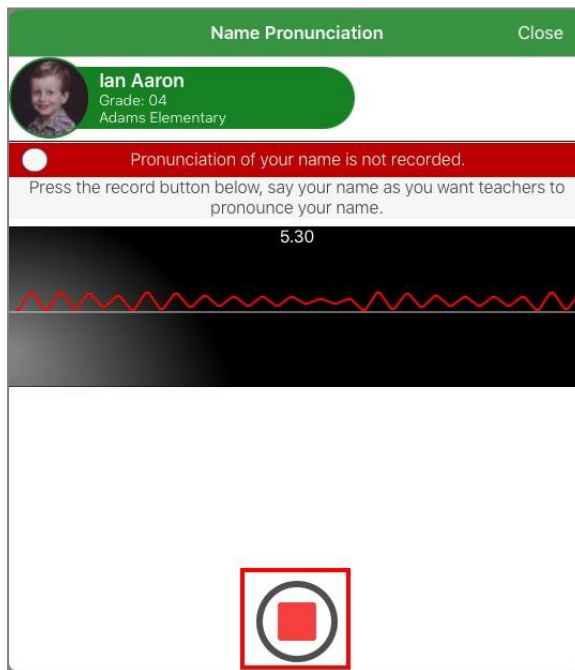 Name Pronunciation Close
Ian Aaron
Grade: 04
Adams Elementary
Pronunciation of your name is not recorded.
Press the record button below, say your name as you want teachers to
pronounce your name.
5.30